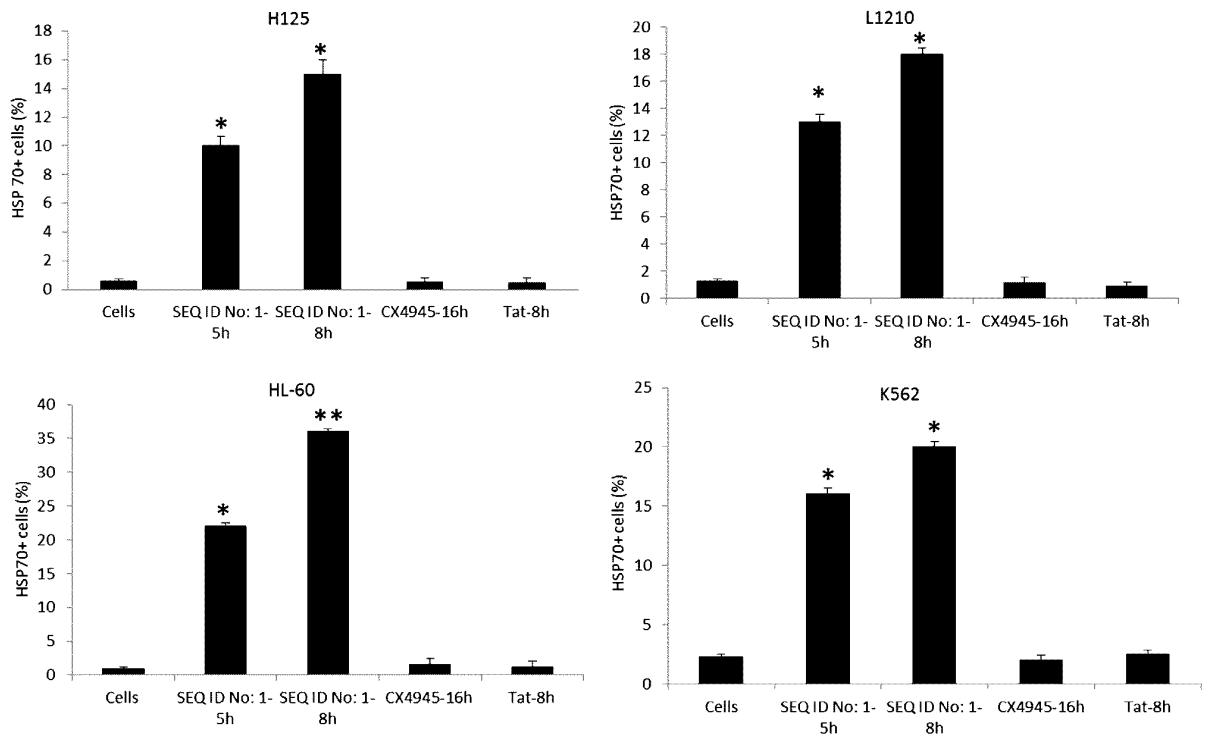 H125
HSP 70+ cells (%)
18
16
14
12
10
8
6
4
2
0
*
*
Cells
SEQ ID No: 1-
5h
SEQ ID No: 1-
8h
CX4945-16h
Tat-8h
L1210
HSP70+ cells (%)
20
18
16
14
12
10
8
6
4
2
0
*
*
Cells
SEQ ID No: 1-
5h
SEQ ID No: 1-
8h
CX4945-16h
Tat-8h
HL-60
HSP70+ cells (%)
40
35
30
25
20
15
10
5
0
*
**
Cells
SEQ ID No: 1-
5h
SEQ ID No: 1-
8h
CX4945-16h
Tat-8h
K562
HSP70+ cells (%)
25
20
15
10
5
0
*
*
Cells
SEQ ID No: 1-
5h
SEQ ID No: 1-
8h
CX4945-16h
Tat-8h